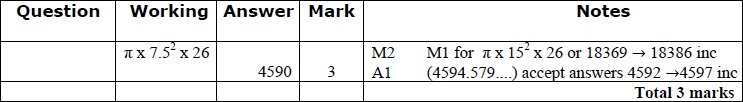 Question Working Answer Mark Notes
π x 7.5² x 26 M2 M1 for π x 15² x 26 or 18369 → 18386 inc
4590 3 A1 (4594.579....) accept answers 4592 →4597 inc
Total 3 marks